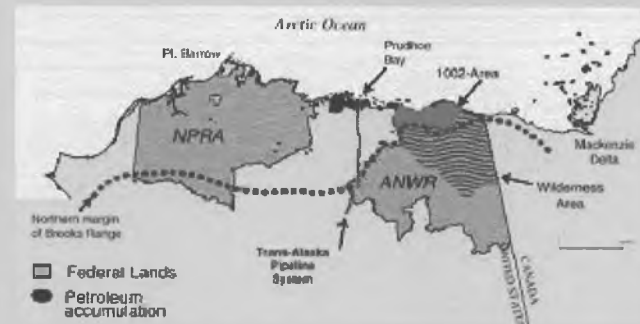 Arctic Ocean
Pt. Barrow
Prudhoe
Bay
1002-Area
NPRA
Mackenzie
Delta
ANWR
Wilderness
Area
Northern margin
of Brooks Range
Trans-Alaska
Pipeline
System
CANADA
UNITED STATES
Federal Lands
Petroleum
accumulation